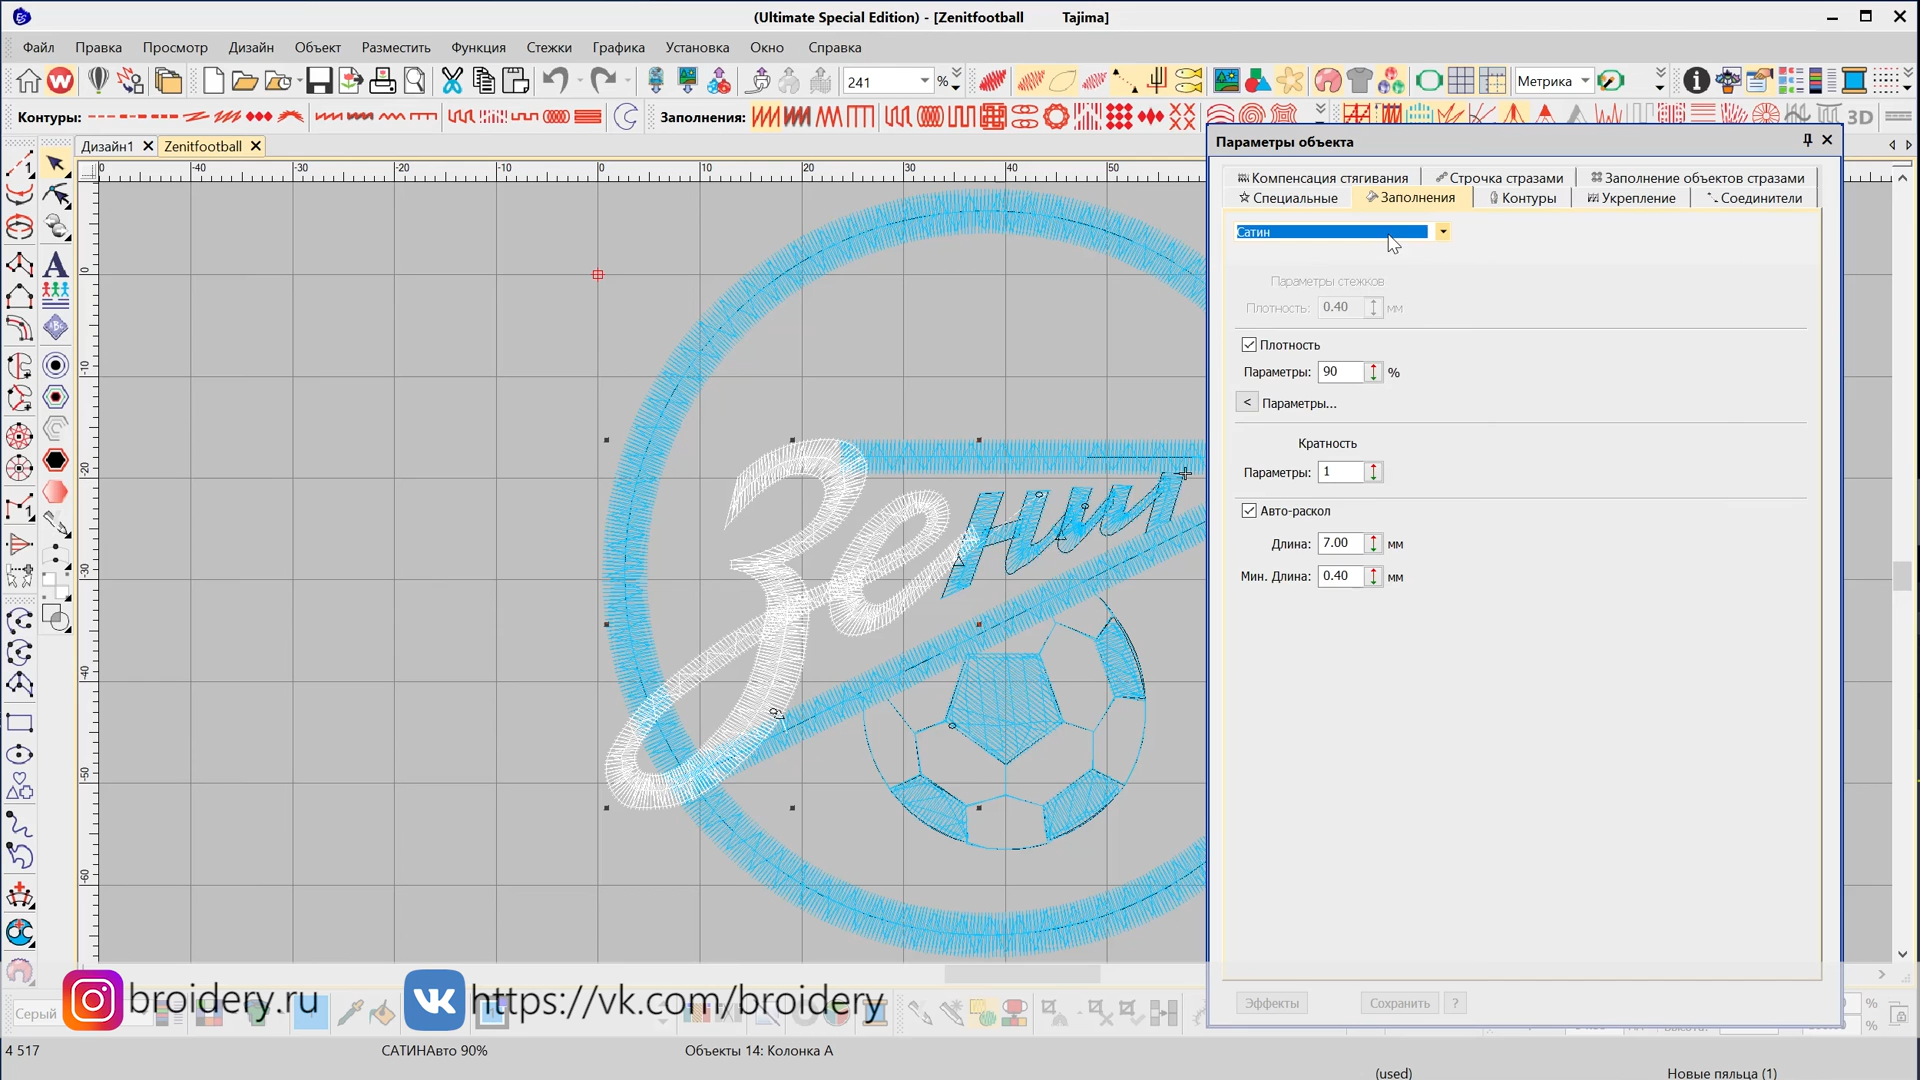 (Ultimate Special Edition) - [Zenitfootball Tajima]
Файл Правка Просмотр Дизайн Объект Разместить Функция Стежки Графика Установка Окно Справка
241 % Метрика
Контуры: Заполнения: 3D
Дизайн1 Zenitfootball
Параметры объекта
Компенсация стягивания Строчка стразами Заполнение объектов стразами
Специальные Заполнения Контуры Укрепление Соединители
Сатин
Параметры стежков
Плотность: 0.40 мм
Плотность
Параметры: 90 %
< Параметры...
Кратность
Параметры: 1
Авто-раскол
Длина: 7.00 мм
Мин. Длина: 0.40 мм
Зенит
Эффекты Сохранить ?
Серый
broidery.ru https://vk.com/broidery
4 517 САТИНАвто 90% Объекты 14: Колонка А
(used) Новые пяльца (1)